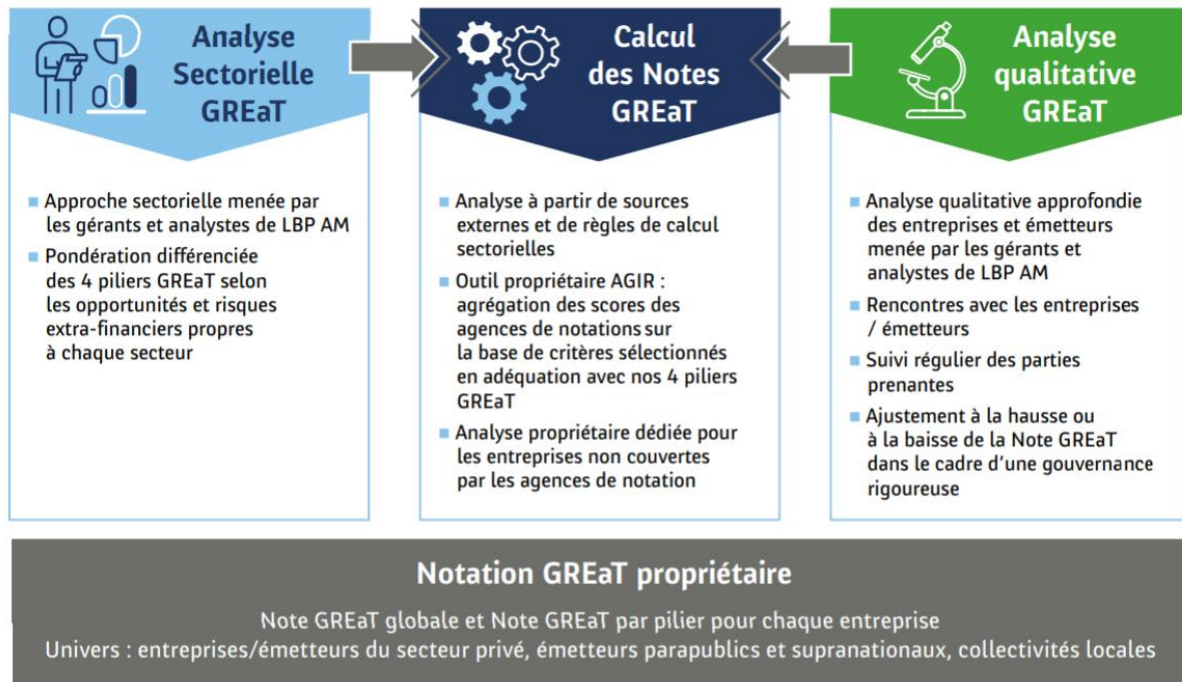 Analyse
Sectorielle
GREaT
Approche sectorielle menée par
les gérants et analystes de LBP AM
Pondération différenciée
des 4 piliers GREaT selon
les opportunités et risques
extra-financiers propres
à chaque secteur
Calcul
des Notes
GREaT
Analyse à partir de sources
externes et de règles de calcul
sectorielles
Outil propriétaire AGIR :
agrégation des scores des
agences de notations sur
la base de critères sélectionnés
en adéquation avec nos 4 piliers
GREaT
Analyse propriétaire dédiée pour
les entreprises non couvertes
par les agences de notation
Analyse
qualitative
GREaT
Analyse qualitative approfondie
des entreprises et émetteurs
menée par les gérants et
analystes de LBP AM
Rencontres avec les entreprises
/ émetteurs
Suivi régulier des parties
prenantes
Ajustement à la hausse ou
à la baisse de la Note GREaT
dans le cadre d'une gouvernance
rigoureuse
Notation GREaT propriétaire
Note GREaT globale et Note GREaT par pilier pour chaque entreprise
Univers : entreprises/émetteurs du secteur privé, émetteurs parapublics et supranationaux, collectivités locales